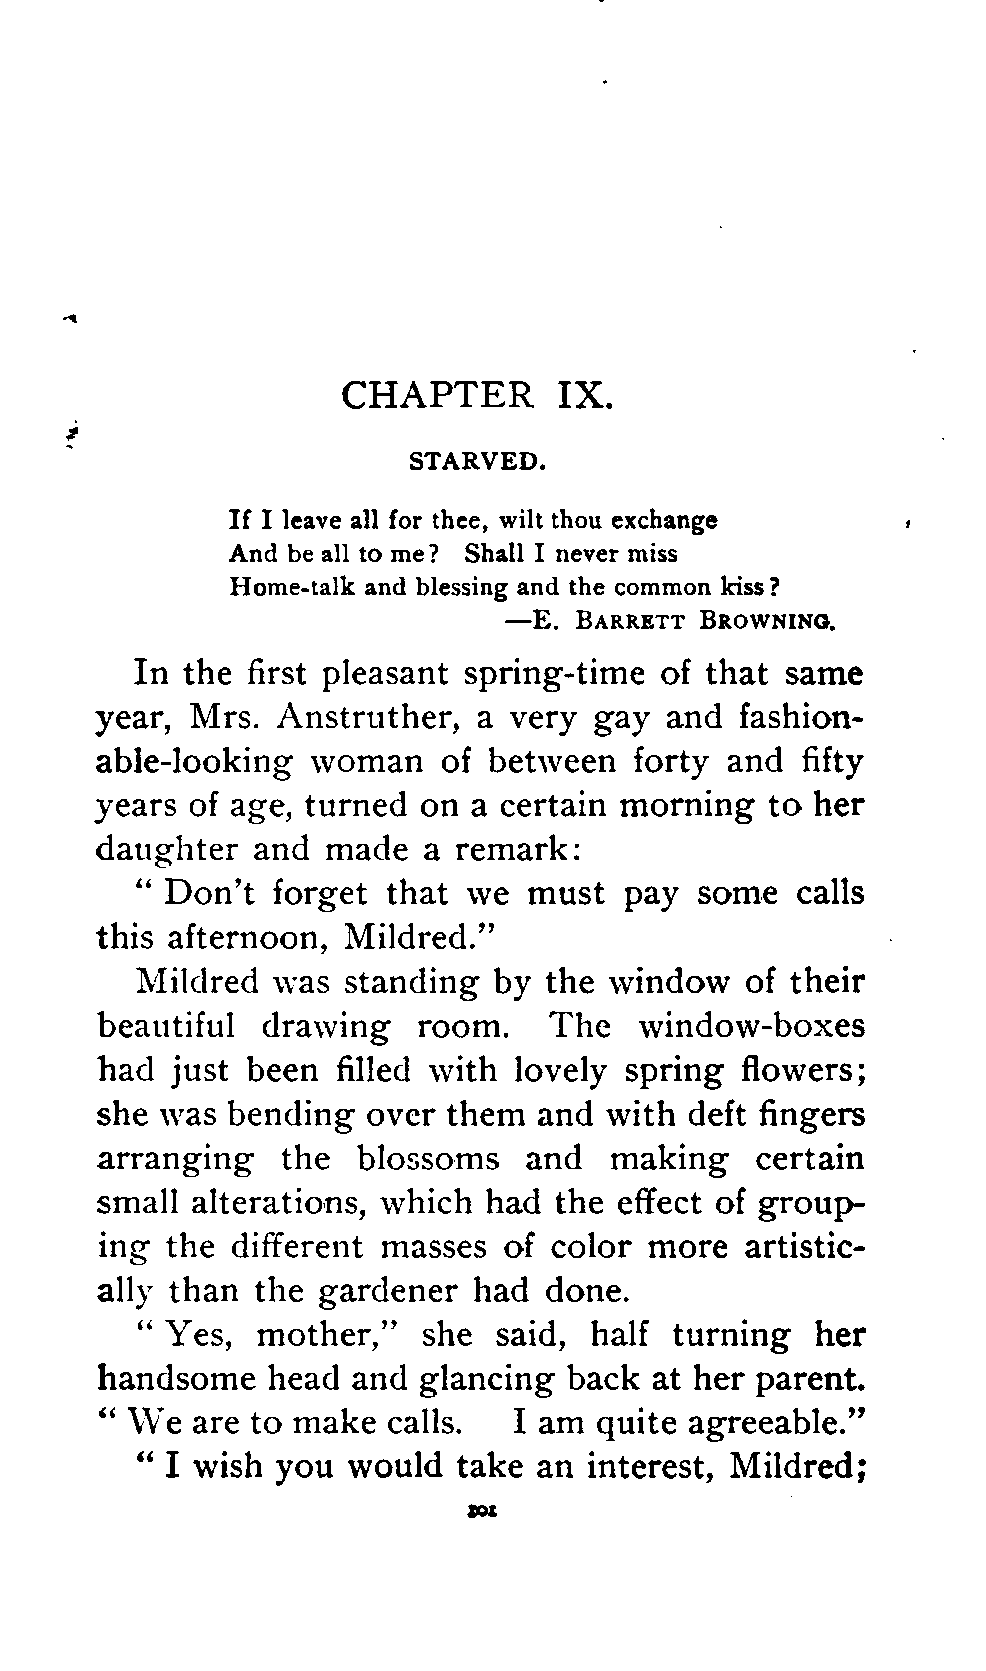 CHAPTER IX.
STARVED.
If I leave all for thee, wilt thou exchange
And be all to me? Shall I never miss
Home-talk and blessing and the common kiss?
—E. BARRETT BROWNING.
In the first pleasant spring-time of that same
year, Mrs. Anstruther, a very gay and fashion-
able-looking woman of between forty and fifty
years of age, turned on a certain morning to her
daughter and made a remark:
" Don't forget that we must pay some calls
this afternoon, Mildred."
Mildred was standing by the window of their
beautiful drawing room. The window-boxes
had just been filled with lovely spring flowers;
she was bending over them and with deft fingers
arranging the blossoms and making certain
small alterations, which had the effect of group-
ing the different masses of color more artistic-
ally than the gardener had done.
" Yes, mother," she said, half turning her
handsome head and glancing back at her parent.
" We are to make calls. I am quite agreeable."
" I wish you would take an interest, Mildred;
101